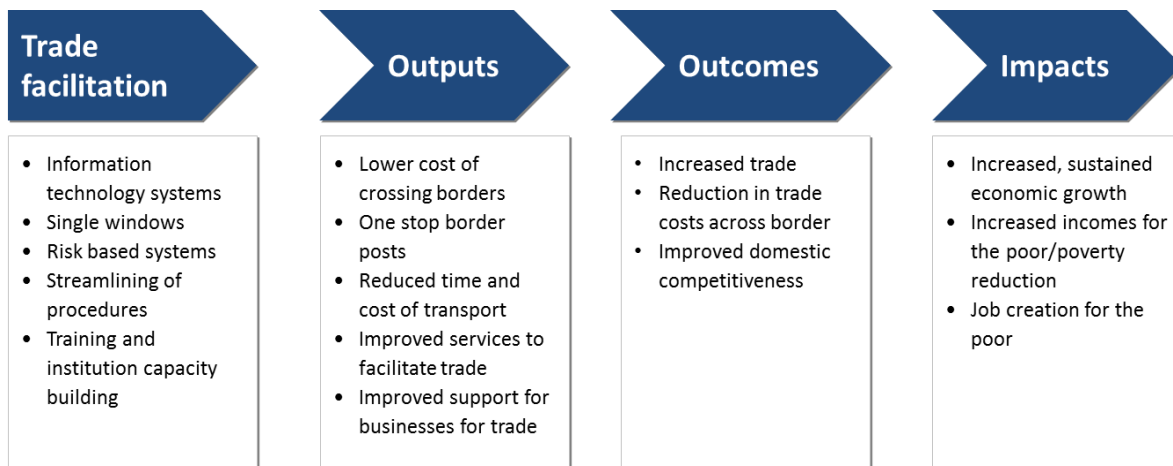 Trade
facilitation
• Information
technology systems
• Single windows
• Risk based systems
• Streamlining of
procedures
• Training and
institution capacity
building
Outputs
• Lower cost of
crossing borders
• One stop border
posts
• Reduced time and
cost of transport
• Improved services to
facilitate trade
• Improved support for
businesses for trade
Outcomes
• Increased trade
• Reduction in trade
costs across border
• Improved domestic
competitiveness
Impacts
• Increased, sustained
economic growth
• Increased incomes for
the poor/poverty
reduction
• Job creation for the
poor